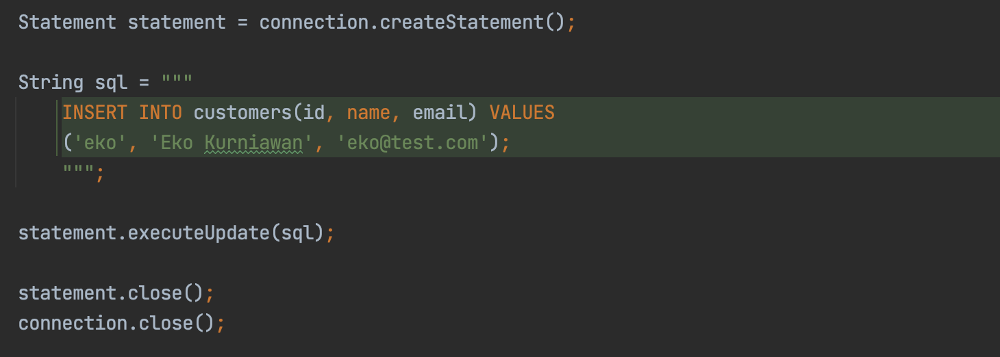 Statement statement = connection.createStatement();
String sql = """
INSERT INTO customers(id, name, email) VALUES
('eko', 'Eko Kurniawan', 'eko@test.com');
""";
statement.executeUpdate(sql);
statement.close();
connection.close();